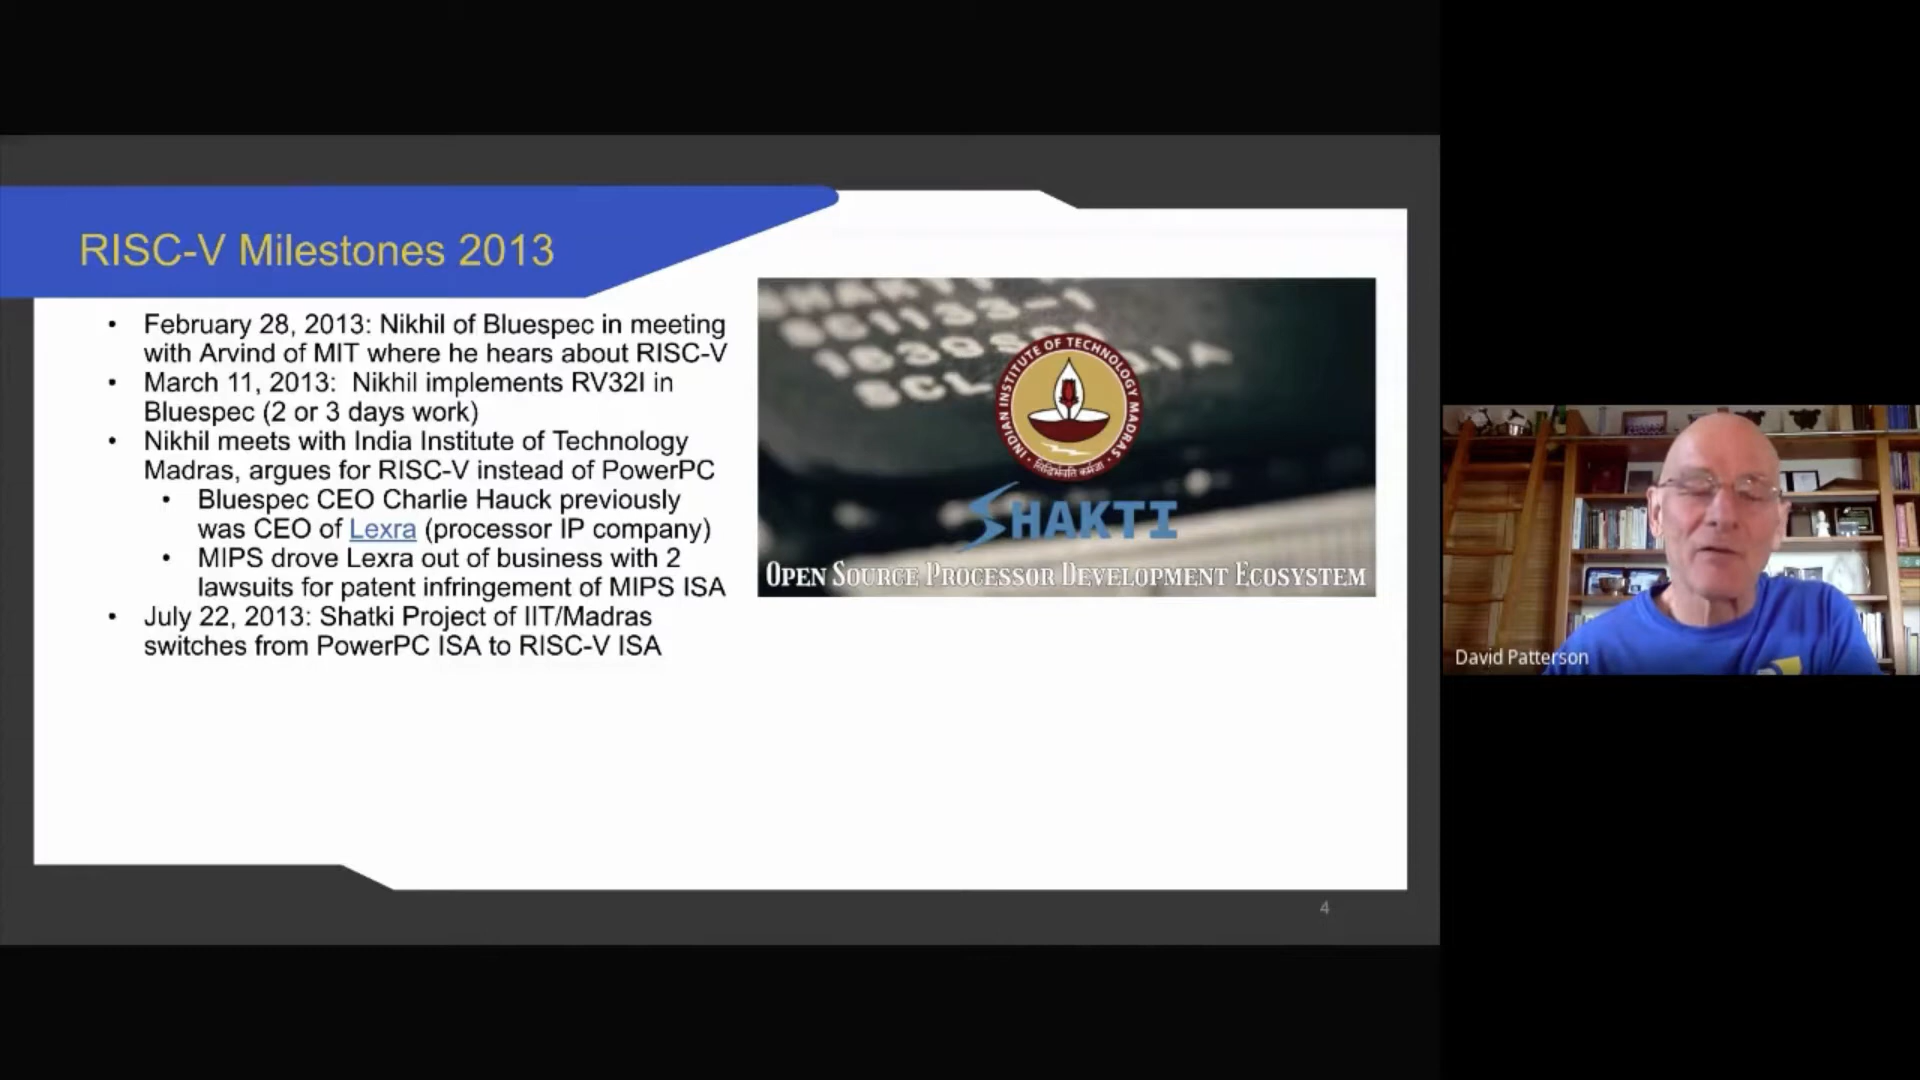 RISC-V Milestones 2013
• February 28, 2013: Nikhil of Bluespec in meeting
with Arvind of MIT where he hears about RISC-V
• March 11, 2013:  Nikhil implements RV32I in
Bluespec (2 or 3 days work)
• Nikhil meets with India Institute of Technology
Madras, argues for RISC-V instead of PowerPC
• Bluespec CEO Charlie Hauck previously
was CEO of Lexra (processor IP company)
• MIPS drove Lexra out of business with 2
lawsuits for patent infringement of MIPS ISA
• July 22, 2013: Shatki Project of IIT/Madras
switches from PowerPC ISA to RISC-V ISA
INDIAN INSTITUTE OF TECHNOLOGY MADRAS
सिद्धिर्भवति कर्मजा
SHAKTI
OPEN SOURCE PROCESSOR DEVELOPMENT ECOSYSTEM
4
David Patterson